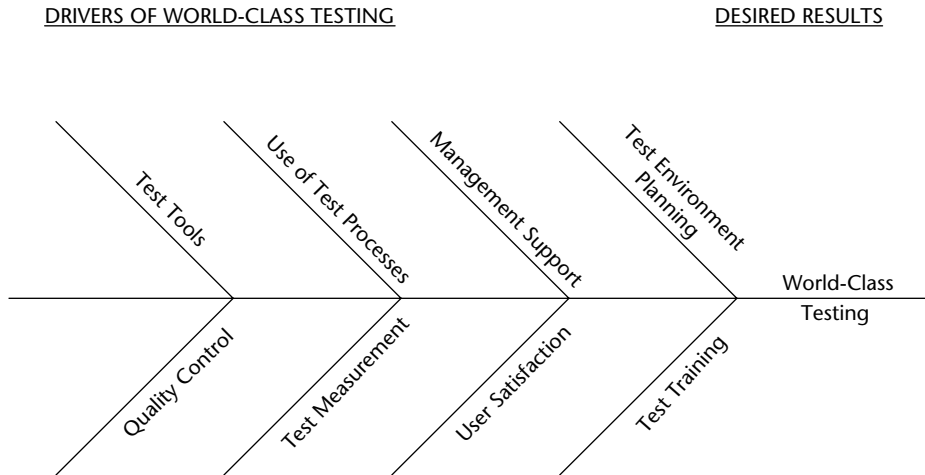 DRIVERS OF WORLD-CLASS TESTING
DESIRED RESULTS
Test Tools
Use of Test Processes
Management Support
Test Environment
Planning
World-Class
Testing
Quality Control
Test Measurement
User Satisfaction
Test Training